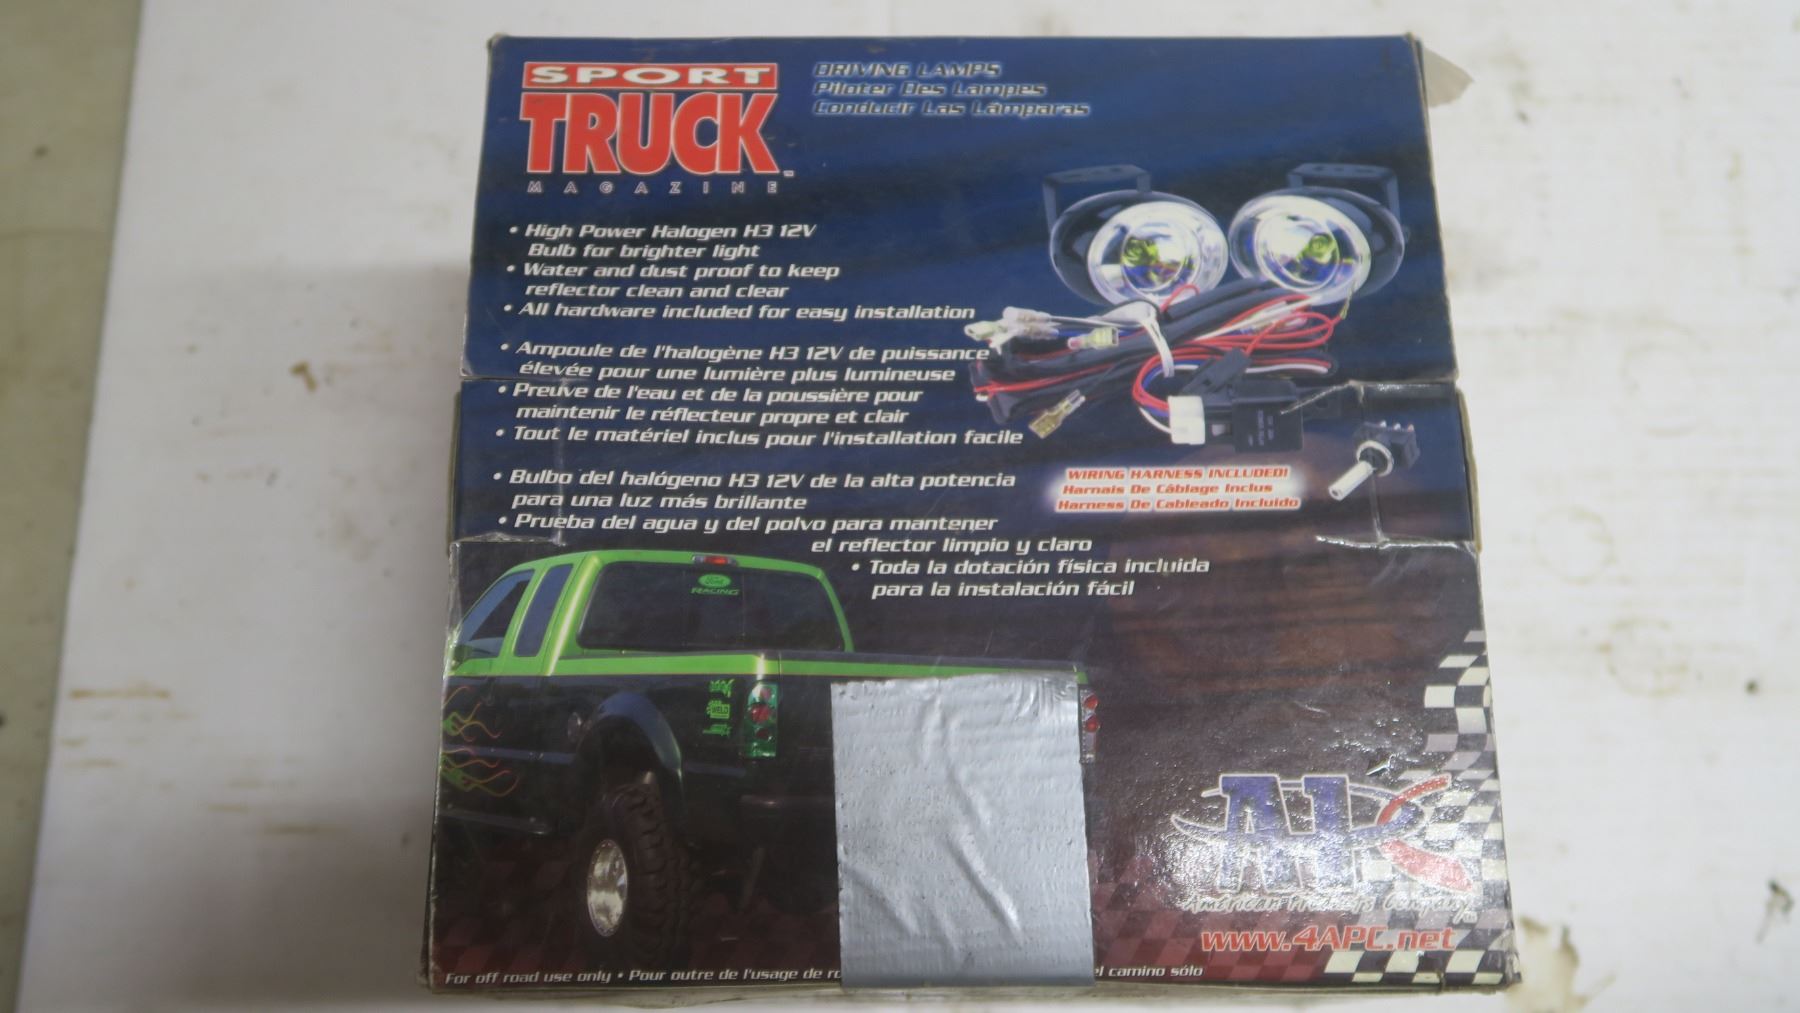 SPORT
TRUCK™
MAGAZINE
DRIVING LAMPS
Piloter Des Lampes
Conducir Las Lámparas
• High Power Halogen H3 12V
Bulb for brighter light
• Water and dust proof to keep
reflector clean and clear
• All hardware included for easy installation
• Ampoule de l'halogène H3 12V de puissance
élevée pour une lumière plus lumineuse
• Preuve de l'eau et de la poussière pour
maintenir le réflecteur propre et clair
• Tout le matériel inclus pour l'installation facile
• Bulbo del halógeno H3 12V de la alta potencia
para una luz más brillante
• Prueba del agua y del polvo para mantener
el reflector limpio y claro
• Toda la dotación física incluida
para la instalación fácil
WIRING HARNESS INCLUDED!
Harnais De Câblage Inclus
Harness De Cableado Incluido
Ford
RACING
WELD
APC
American Products Company
www.4APC.net
For off road use only • Pour outre de l'usage de ro
el camino sólo